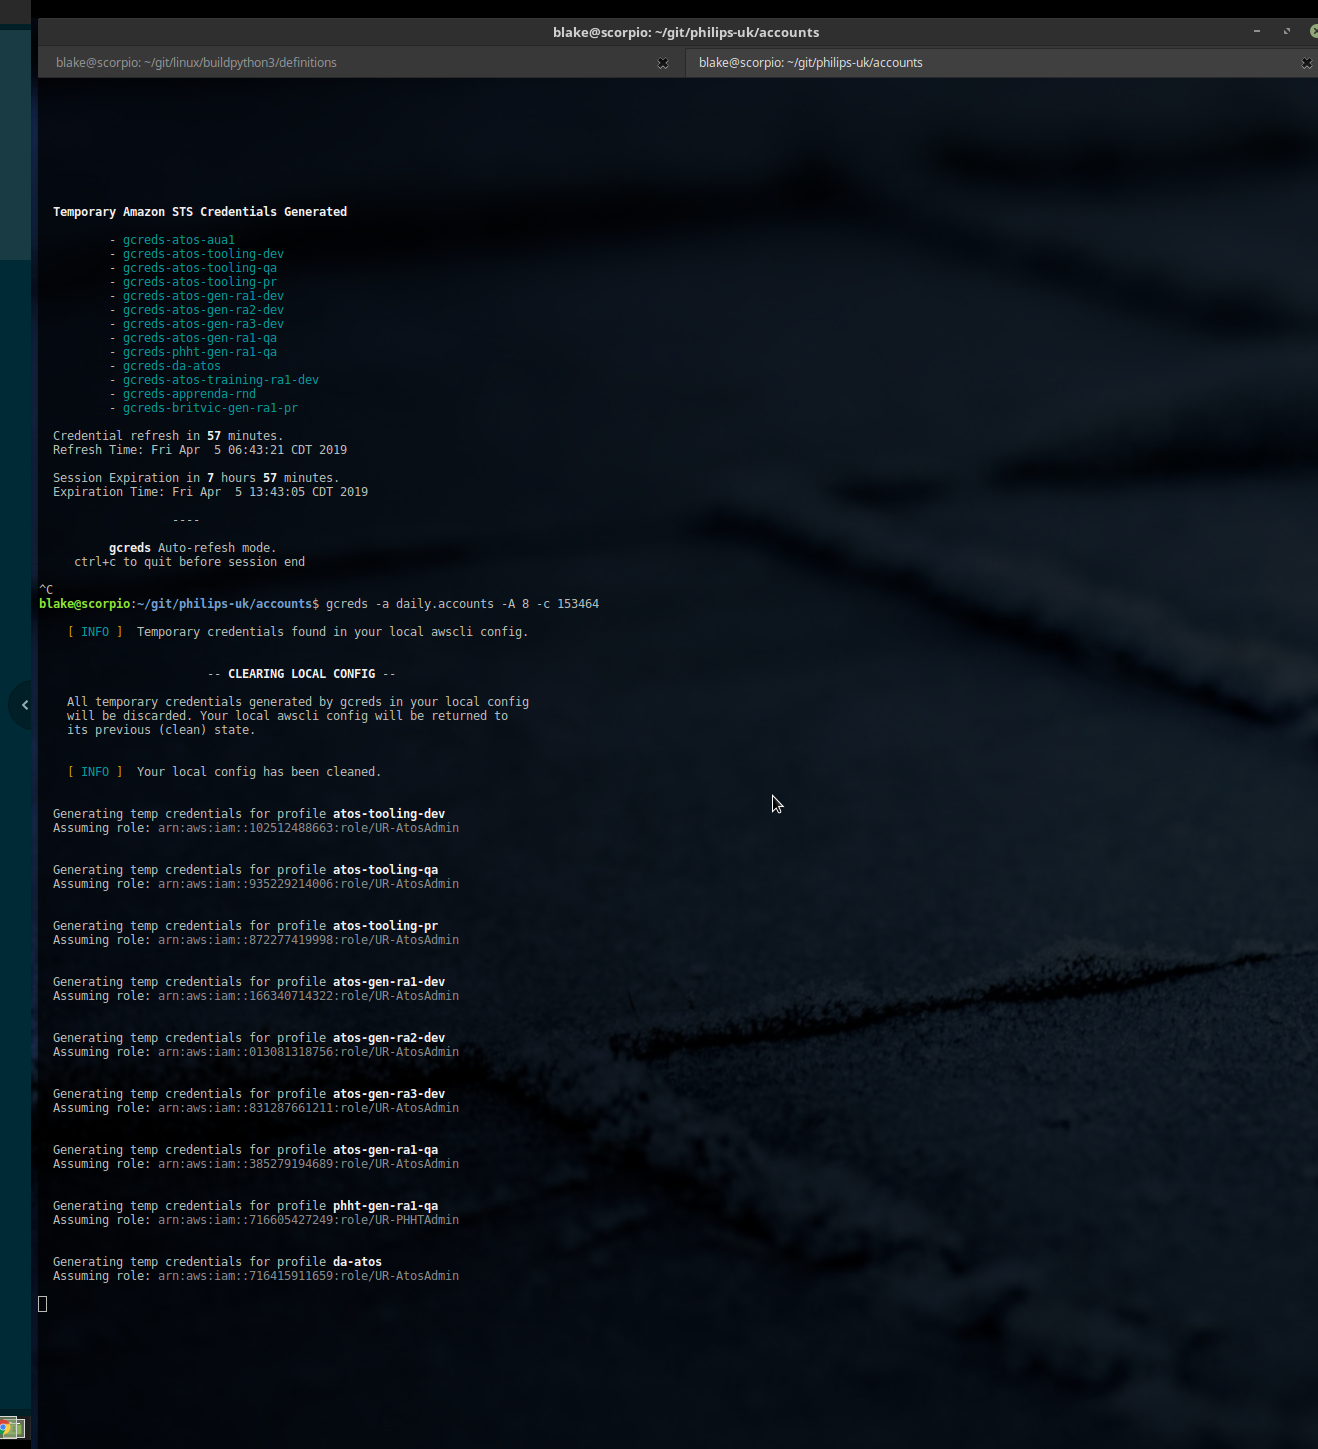 blake@scorpio: ~/git/philips-uk/accounts
blake@scorpio: ~/git/linux/buildpython3/definitions
blake@scorpio: ~/git/philips-uk/accounts
Temporary Amazon STS Credentials Generated
- gcreds-atos-aua1
- gcreds-atos-tooling-dev
- gcreds-atos-tooling-qa
- gcreds-atos-tooling-pr
- gcreds-atos-gen-ra1-dev
- gcreds-atos-gen-ra2-dev
- gcreds-atos-gen-ra3-dev
- gcreds-atos-gen-ra1-qa
- gcreds-phht-gen-ra1-qa
- gcreds-da-atos
- gcreds-atos-training-ra1-dev
- gcreds-apprenda-rnd
- gcreds-britvic-gen-ra1-pr
Credential refresh in 57 minutes.
Refresh Time: Fri Apr  5 06:43:21 CDT 2019
Session Expiration in 7 hours 57 minutes.
Expiration Time: Fri Apr  5 13:43:05 CDT 2019
----
gcreds Auto-refesh mode.
ctrl+c to quit before session end
^C
blake@scorpio:~/git/philips-uk/accounts$ gcreds -a daily.accounts -A 8 -c 153464
[ INFO ]  Temporary credentials found in your local awscli config.
-- CLEARING LOCAL CONFIG --
All temporary credentials generated by gcreds in your local config
will be discarded. Your local awscli config will be returned to
its previous (clean) state.
[ INFO ]  Your local config has been cleaned.
Generating temp credentials for profile atos-tooling-dev
Assuming role: arn:aws:iam::102512488663:role/UR-AtosAdmin
Generating temp credentials for profile atos-tooling-qa
Assuming role: arn:aws:iam::935229214006:role/UR-AtosAdmin
Generating temp credentials for profile atos-tooling-pr
Assuming role: arn:aws:iam::872277419998:role/UR-AtosAdmin
Generating temp credentials for profile atos-gen-ra1-dev
Assuming role: arn:aws:iam::166340714322:role/UR-AtosAdmin
Generating temp credentials for profile atos-gen-ra2-dev
Assuming role: arn:aws:iam::013081318756:role/UR-AtosAdmin
Generating temp credentials for profile atos-gen-ra3-dev
Assuming role: arn:aws:iam::831287661211:role/UR-AtosAdmin
Generating temp credentials for profile atos-gen-ra1-qa
Assuming role: arn:aws:iam::385279194689:role/UR-AtosAdmin
Generating temp credentials for profile phht-gen-ra1-qa
Assuming role: arn:aws:iam::716605427249:role/UR-PHHTAdmin
Generating temp credentials for profile da-atos
Assuming role: arn:aws:iam::716415911659:role/UR-AtosAdmin